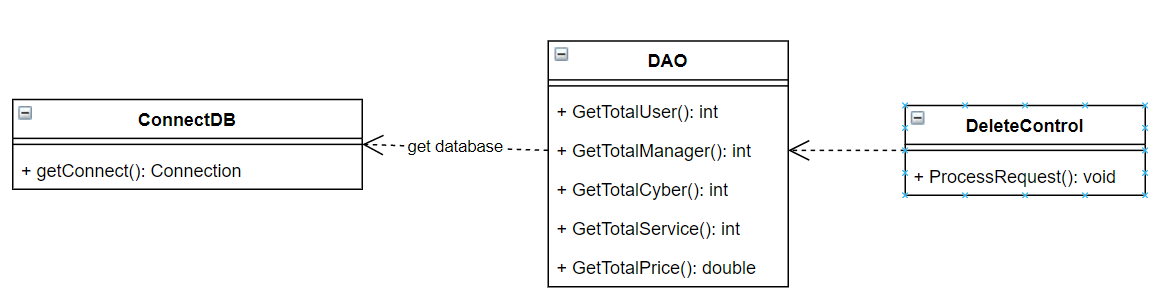 ConnectDB
+ getConnect(): Connection
get database
DAO
+ GetTotalUser(): int
+ GetTotalManager(): int
+ GetTotalCyber(): int
+ GetTotalService(): int
+ GetTotalPrice(): double
DeleteControl
+ ProcessRequest(): void